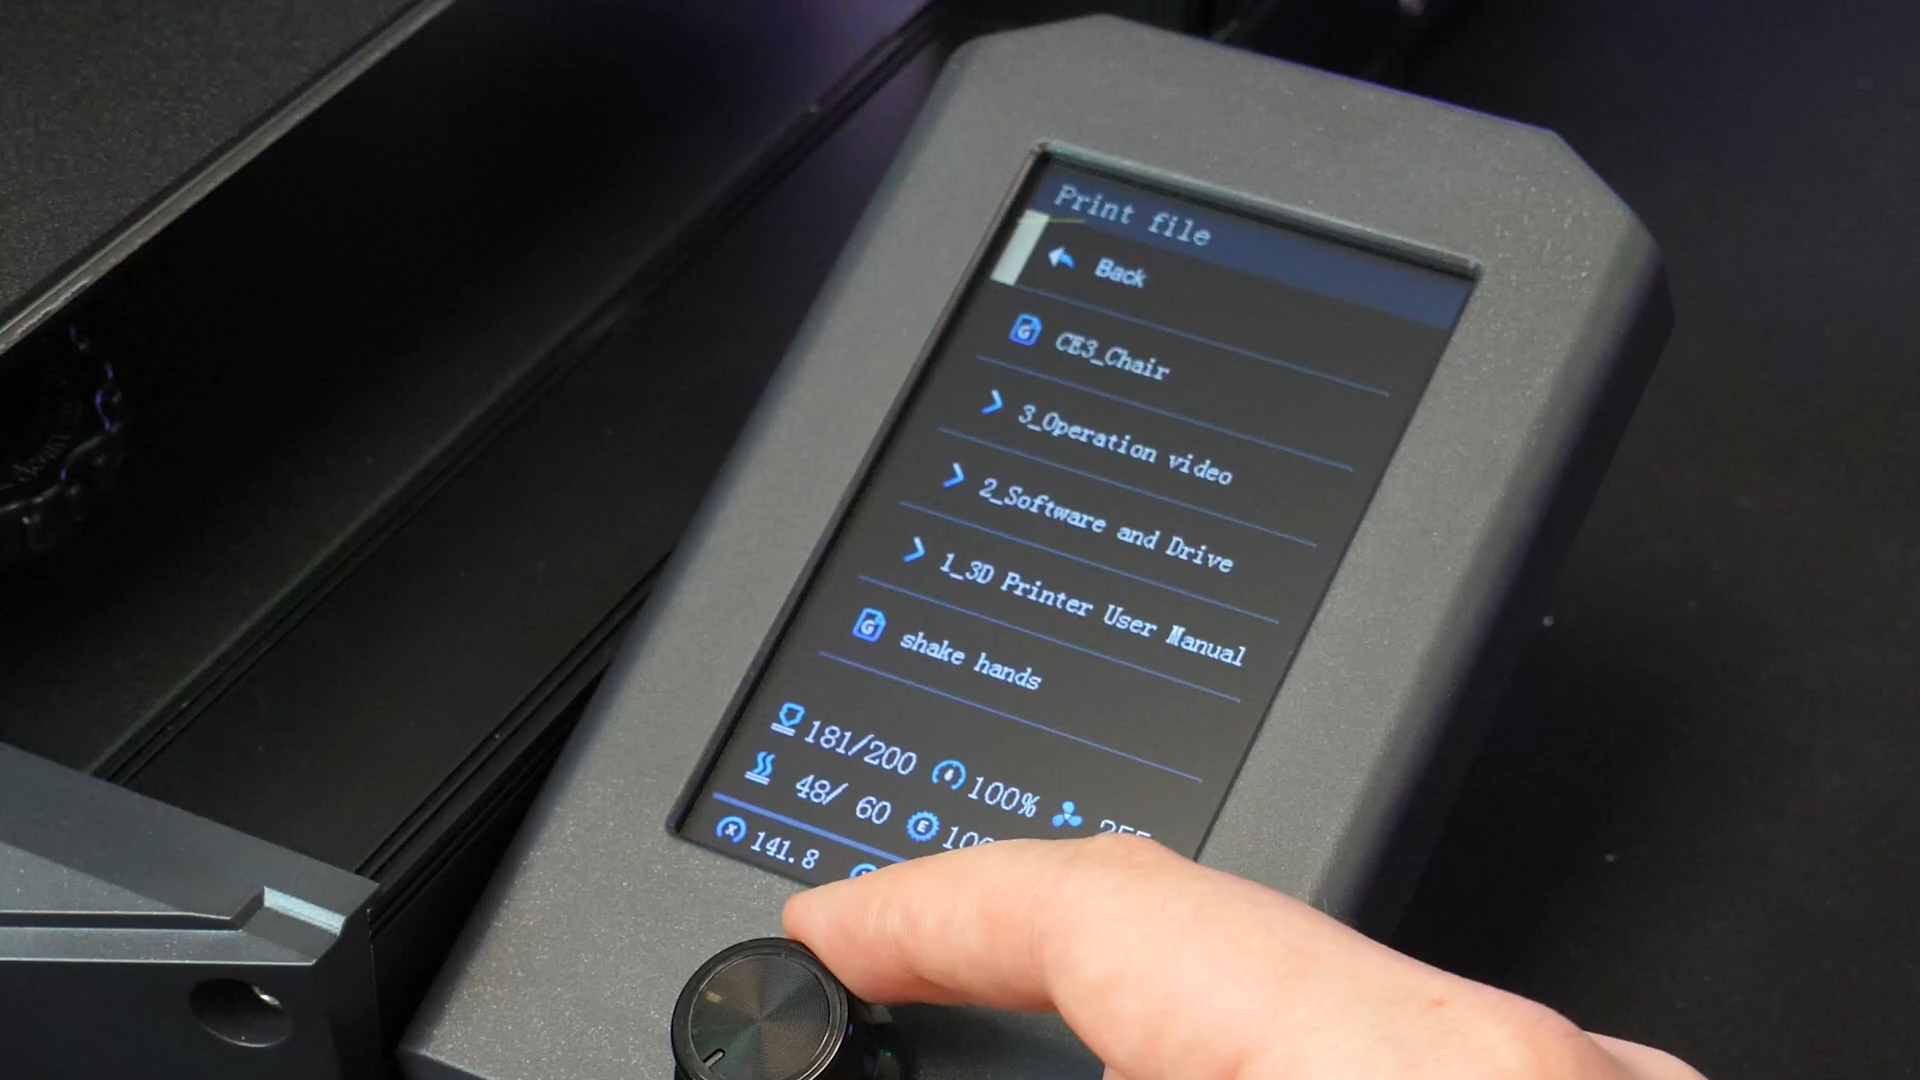 Print file
Back
CE3_Chair
3_Operation video
2_Software and Drive
1_3D Printer User Manual
shake hands
181/200 100% 255
48/ 60 E
X 141.8